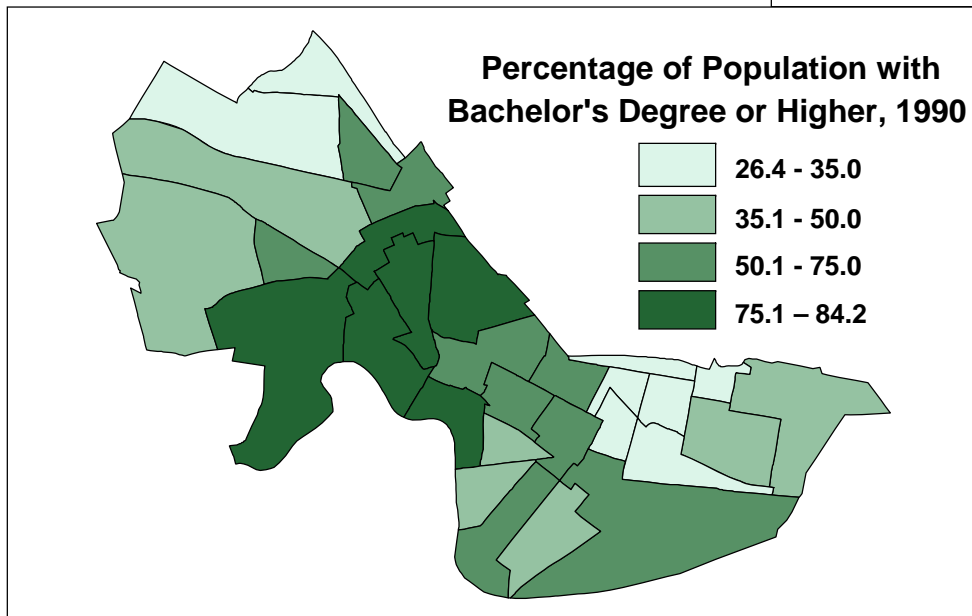 Percentage of Population with
Bachelor's Degree or Higher, 1990
26.4 - 35.0
35.1 - 50.0
50.1 - 75.0
75.1 – 84.2